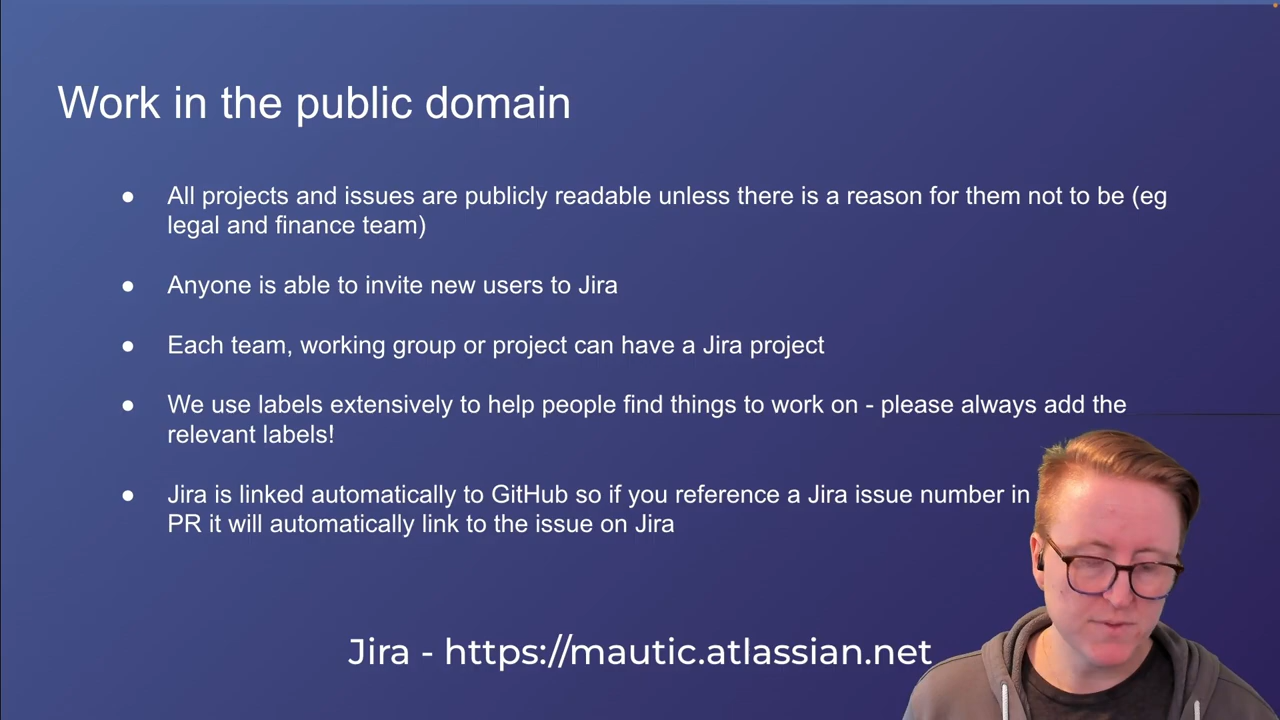 Work in the public domain
● All projects and issues are publicly readable unless there is a reason for them not to be (eg
legal and finance team)
● Anyone is able to invite new users to Jira
● Each team, working group or project can have a Jira project
● We use labels extensively to help people find things to work on - please always add the
relevant labels!
● Jira is linked automatically to GitHub so if you reference a Jira issue number in
PR it will automatically link to the issue on Jira
Jira - https://mautic.atlassian.net